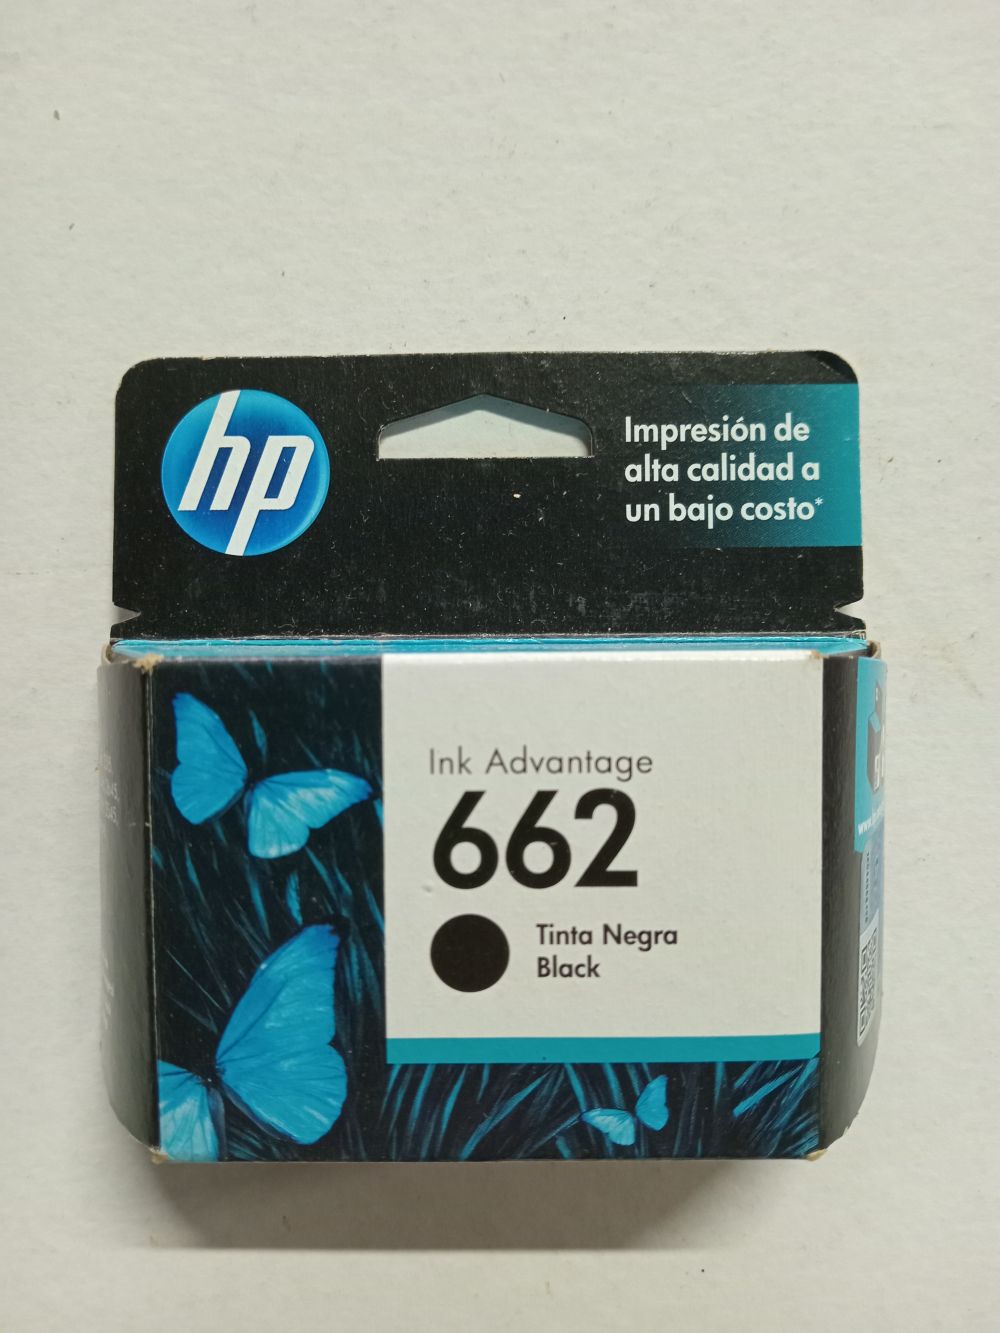 hp
Impresión de
alta calidad a
un bajo costo*
Ink Advantage
662
Tinta Negra
Black